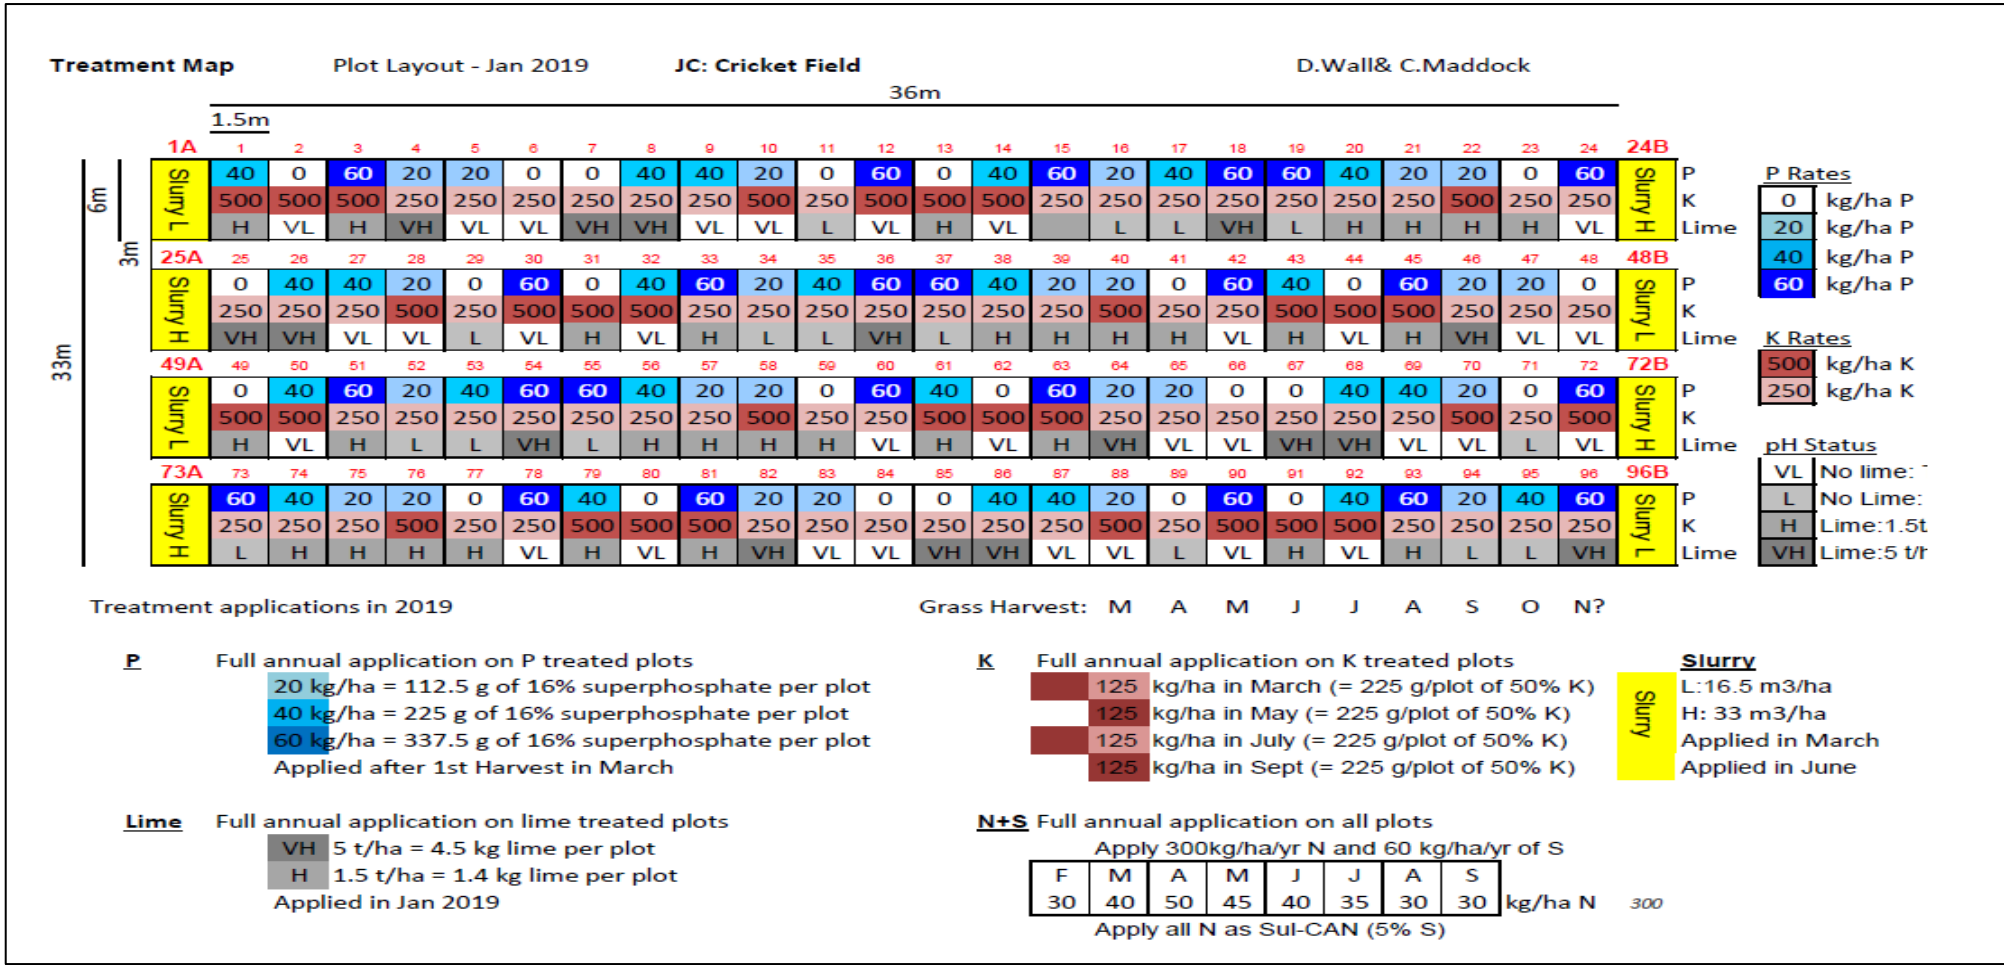 Treatment Map Plot Layout - Jan 2019 JC: Cricket Field D.Wall& C.Maddock
36m
1.5m
1A 1 2 3 4 5 6 7 8 9 10 11 12 13 14 15 16 17 18 19 20 21 22 23 24 24B
Slurry L 40 0 60 20 20 0 0 40 40 20 0 60 0 40 60 20 40 60 60 40 20 20 0 60 Slurry H P
500 500 500 250 250 250 250 250 250 500 250 500 500 500 250 250 250 250 250 250 250 500 250 250 K
H VL H VH VL VL VH VH VL VL L VL H VL L L VH L H H H H VL Lime
6m
3m
33m
25A 25 26 27 28 29 30 31 32 33 34 35 36 37 38 39 40 41 42 43 44 45 46 47 48 48B
Slurry H 0 40 40 20 0 60 0 40 60 20 40 60 60 40 20 20 0 60 40 0 60 20 20 0 Slurry L P
250 250 250 500 250 500 500 500 250 250 250 250 250 250 250 500 250 250 500 500 500 250 250 250 K
VH VH VL VL L VL H VL H L L VH L H H H H VL H VL H VH VL VL Lime
49A 49 50 51 52 53 54 55 56 57 58 59 60 61 62 63 64 65 66 67 68 69 70 71 72 72B
Slurry L 0 40 60 20 40 60 60 40 20 20 0 60 40 0 60 20 20 0 0 40 40 20 0 60 Slurry H P
500 500 250 250 250 250 250 250 250 500 250 250 500 500 500 250 250 250 250 250 250 500 250 500 K
H VL H L L VH L H H H H VL H VL H VH VL VL VH VH VL VL L VL Lime
73A 73 74 75 76 77 78 79 80 81 82 83 84 85 86 87 88 89 90 91 92 93 94 95 96 96B
Slurry H 60 40 20 20 0 60 40 0 60 20 20 0 0 40 40 20 0 60 0 40 60 20 40 60 Slurry L P
250 250 250 500 250 250 500 500 500 250 250 250 250 250 250 500 250 500 500 500 250 250 250 250 K
L H H H H VL H VL H VH VL VL VH VH VL VL L VL H VL H L L VH Lime
P Rates
0 kg/ha P
20 kg/ha P
40 kg/ha P
60 kg/ha P
K Rates
500 kg/ha K
250 kg/ha K
pH Status
VL No lime:
L No Lime:
H Lime:1.5t
VH Lime:5 t/h
Treatment applications in 2019
Grass Harvest: M A M J J A S O N?
P Full annual application on P treated plots
20 kg/ha = 112.5 g of 16% superphosphate per plot
40 kg/ha = 225 g of 16% superphosphate per plot
60 kg/ha = 337.5 g of 16% superphosphate per plot
Applied after 1st Harvest in March
K Full annual application on K treated plots
125 kg/ha in March (= 225 g/plot of 50% K)
125 kg/ha in May (= 225 g/plot of 50% K)
125 kg/ha in July (= 225 g/plot of 50% K)
125 kg/ha in Sept (= 225 g/plot of 50% K)
Slurry
Slurry
L:16.5 m3/ha
H: 33 m3/ha
Applied in March
Applied in June
Lime Full annual application on lime treated plots
VH 5 t/ha = 4.5 kg lime per plot
H 1.5 t/ha = 1.4 kg lime per plot
Applied in Jan 2019
N+S Full annual application on all plots
Apply 300kg/ha/yr N and 60 kg/ha/yr of S
F M A M J J A S
30 40 50 45 40 35 30 30 kg/ha N 300
Apply all N as Sul-CAN (5% S)